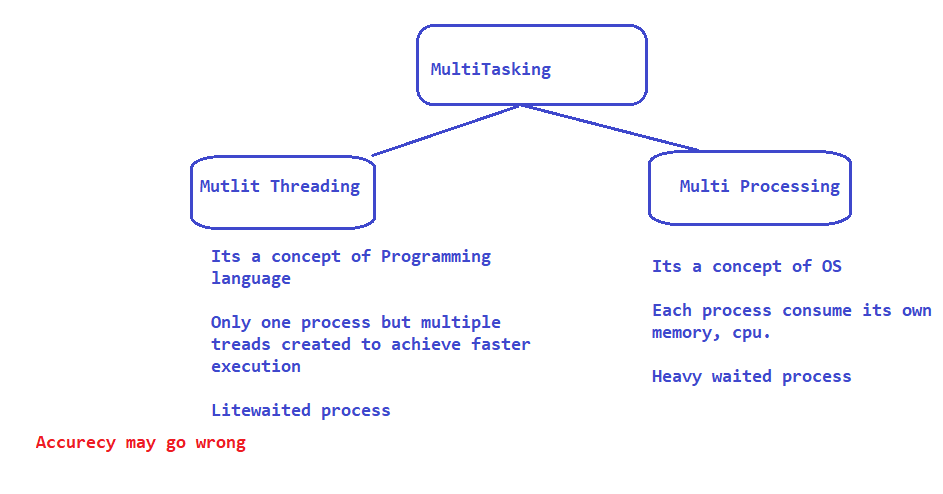 MultiTasking
Mutlit Threading
Its a concept of Programming
language
Only one process but multiple
treads created to achieve faster
execution
Litewaited process
Accurecy may go wrong
Multi Processing
Its a concept of OS
Each process consume its own
memory, cpu.
Heavy waited process